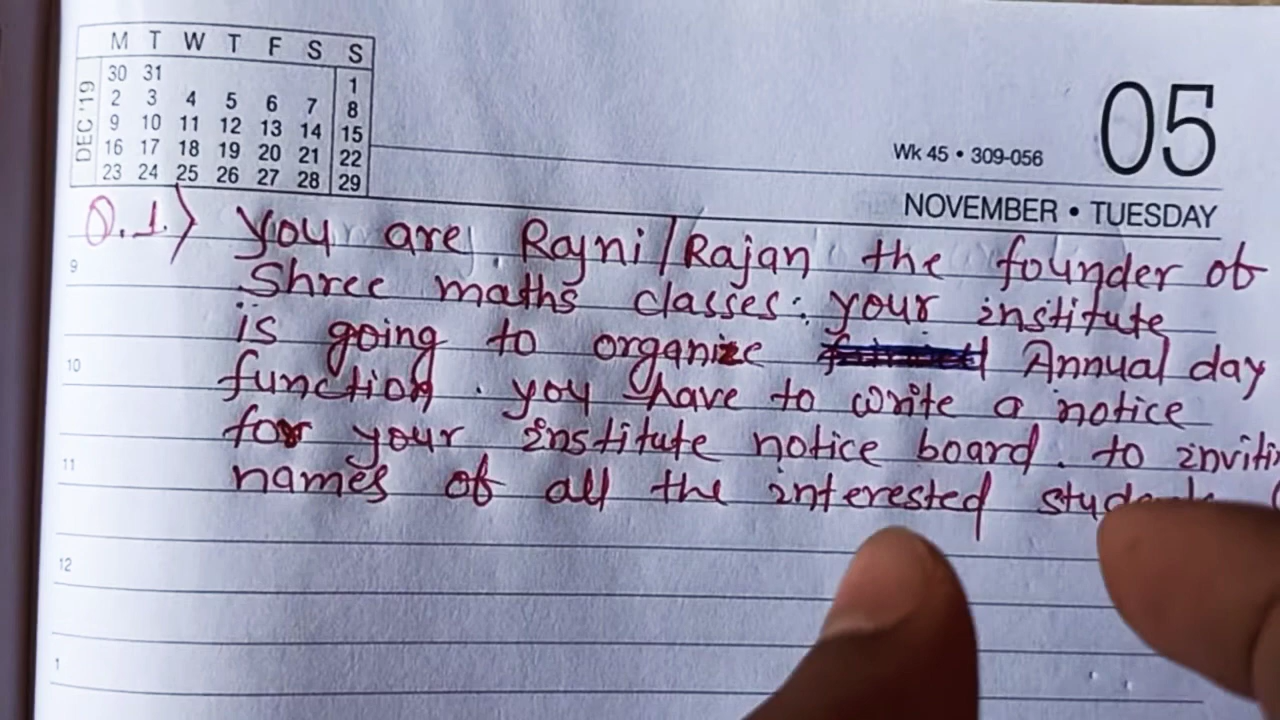 M T W T F S S
DEC '19
30 31 1
2 3 4 5 6 7 8
9 10 11 12 13 14 15
16 17 18 19 20 21 22
23 24 25 26 27 28 29
05
Wk 45 • 309-056
NOVEMBER • TUESDAY
Q.1.) You are Rajni/Rajan the founder of
9
Shree maths classes. your institute
is going to organize Annual day
10
function. you have to write a notice
for your institute notice board. to
11
names of all the interested
12
1